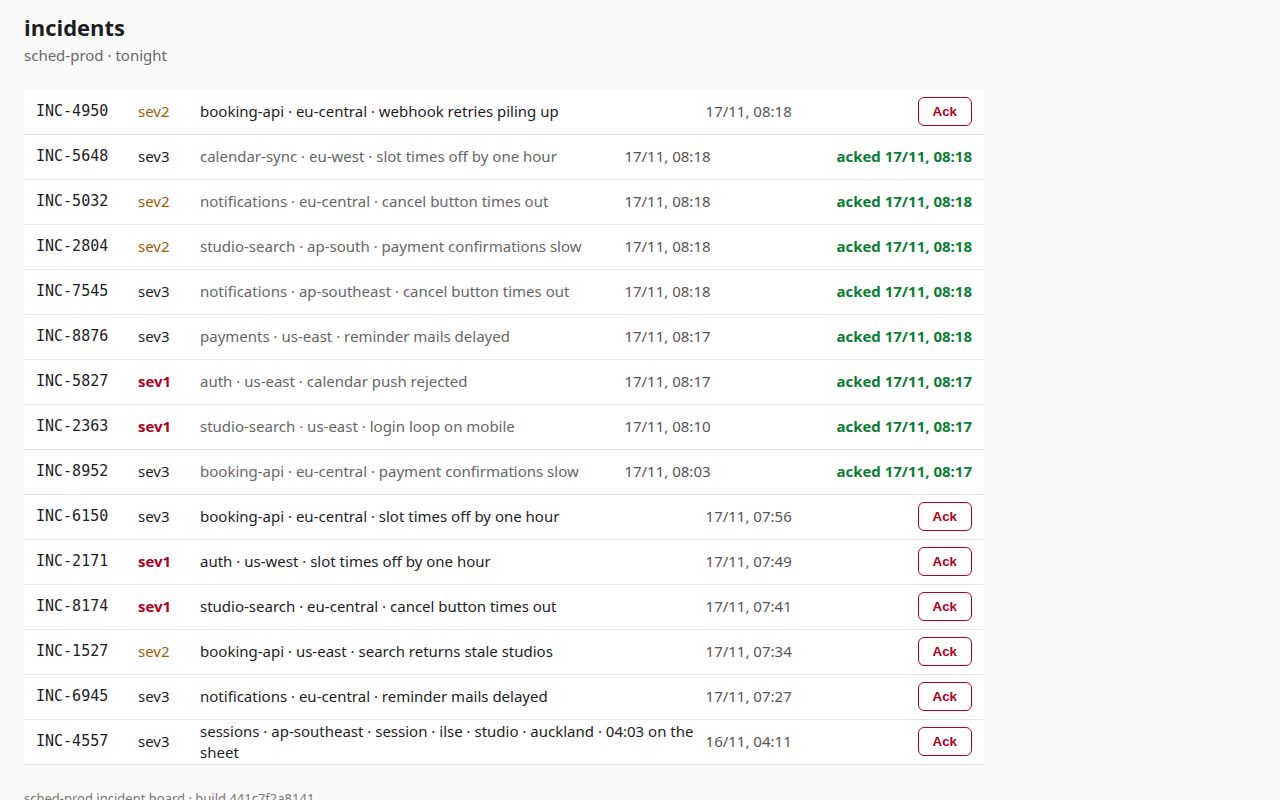 incidents
sched-prod · tonight
INC-4950 sev2 booking-api · eu-central · webhook retries piling up 17/11, 08:18 Ack
INC-5648 sev3 calendar-sync · eu-west · slot times off by one hour 17/11, 08:18 acked 17/11, 08:18
INC-5032 sev2 notifications · eu-central · cancel button times out 17/11, 08:18 acked 17/11, 08:18
INC-2804 sev2 studio-search · ap-south · payment confirmations slow 17/11, 08:18 acked 17/11, 08:18
INC-7545 sev3 notifications · ap-southeast · cancel button times out 17/11, 08:18 acked 17/11, 08:18
INC-8876 sev3 payments · us-east · reminder mails delayed 17/11, 08:17 acked 17/11, 08:18
INC-5827 sev1 auth · us-east · calendar push rejected 17/11, 08:17 acked 17/11, 08:17
INC-2363 sev1 studio-search · us-east · login loop on mobile 17/11, 08:10 acked 17/11, 08:17
INC-8952 sev3 booking-api · eu-central · payment confirmations slow 17/11, 08:03 acked 17/11, 08:17
INC-6150 sev3 booking-api · eu-central · slot times off by one hour 17/11, 07:56 Ack
INC-2171 sev1 auth · us-west · slot times off by one hour 17/11, 07:49 Ack
INC-8174 sev1 studio-search · eu-central · cancel button times out 17/11, 07:41 Ack
INC-1527 sev2 booking-api · us-east · search returns stale studios 17/11, 07:34 Ack
INC-6945 sev3 notifications · eu-central · reminder mails delayed 17/11, 07:27 Ack
INC-4557 sev3 sessions · ap-southeast · session · ilse · studio · auckland · 04:03 on the
sheet 16/11, 04:11 Ack
sched-prod incident board · build 441c7f2a8141